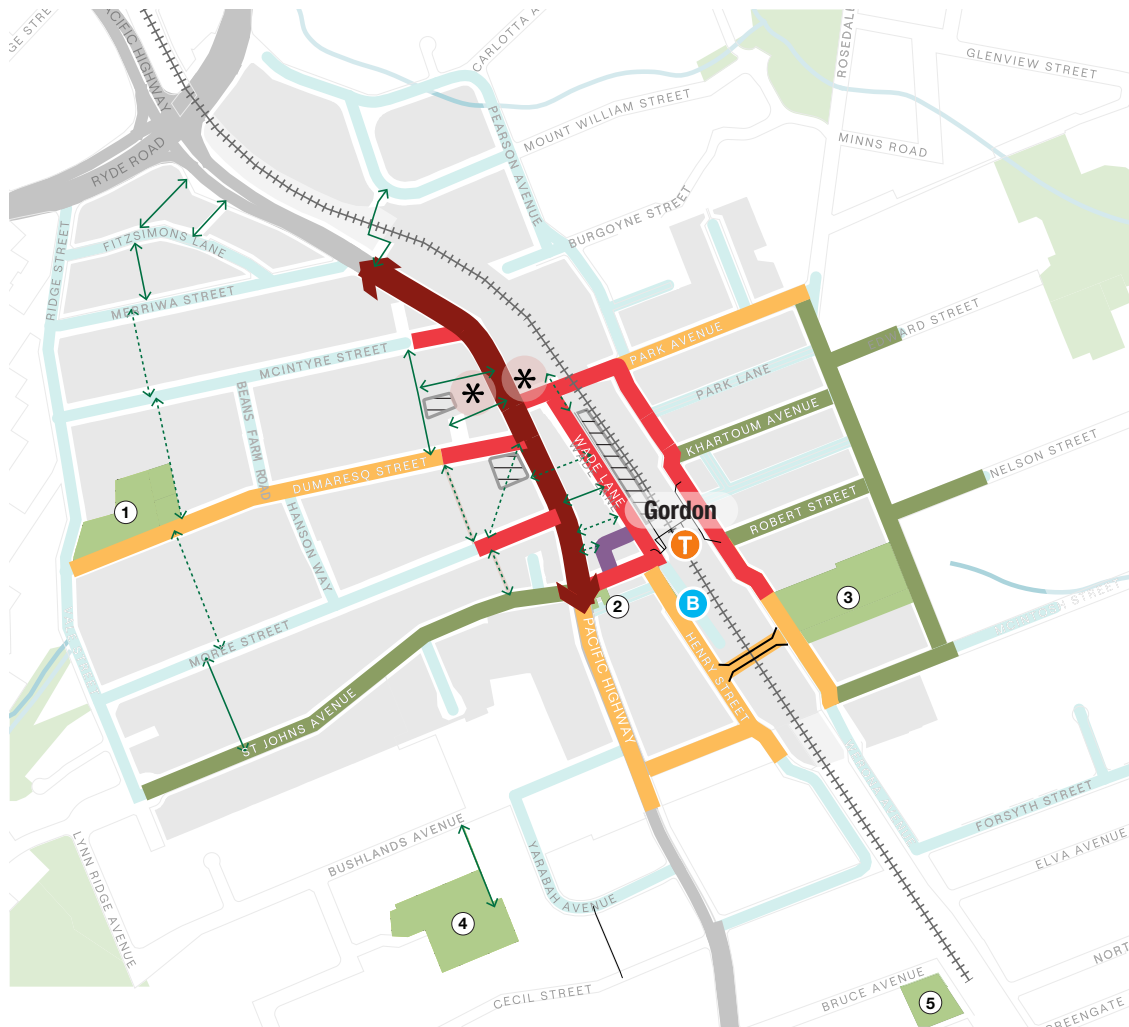 CARLOTTA A
GLENVIEW STREET
PACIFIC HIGHWAY
ROSEDAL
MOUNT WILLIAM STREET
PEARSON AVENUE
MINNS ROAD
RYDE ROAD
BURGOYNE STREET
FITZSIMONS LANE
RIDGE STREET
MERRIWA STREET
PARK AVENUE
MCINTYRE STREET
PARK LANE
BEANS FARM ROAD
*
*
KHARTOUM AVENUE
WADE LANE
DUMARESQ STREET
NELSON STREET
HANSON WAY
Gordon
ROBERT STREET
1
T
B
2
3
MOREE STREET
PACIFIC HIGHWAY
HENRY STREET
ST JOHNS AVENUE
FORSYTH STREET
BUSHLANDS AVENUE
LYNN RIDGE AVENUE
YARABAH AVENUE
ELVA AVENUE
4
NORT
CECIL STREET
BRUCE AVENUE
5
REENGATE